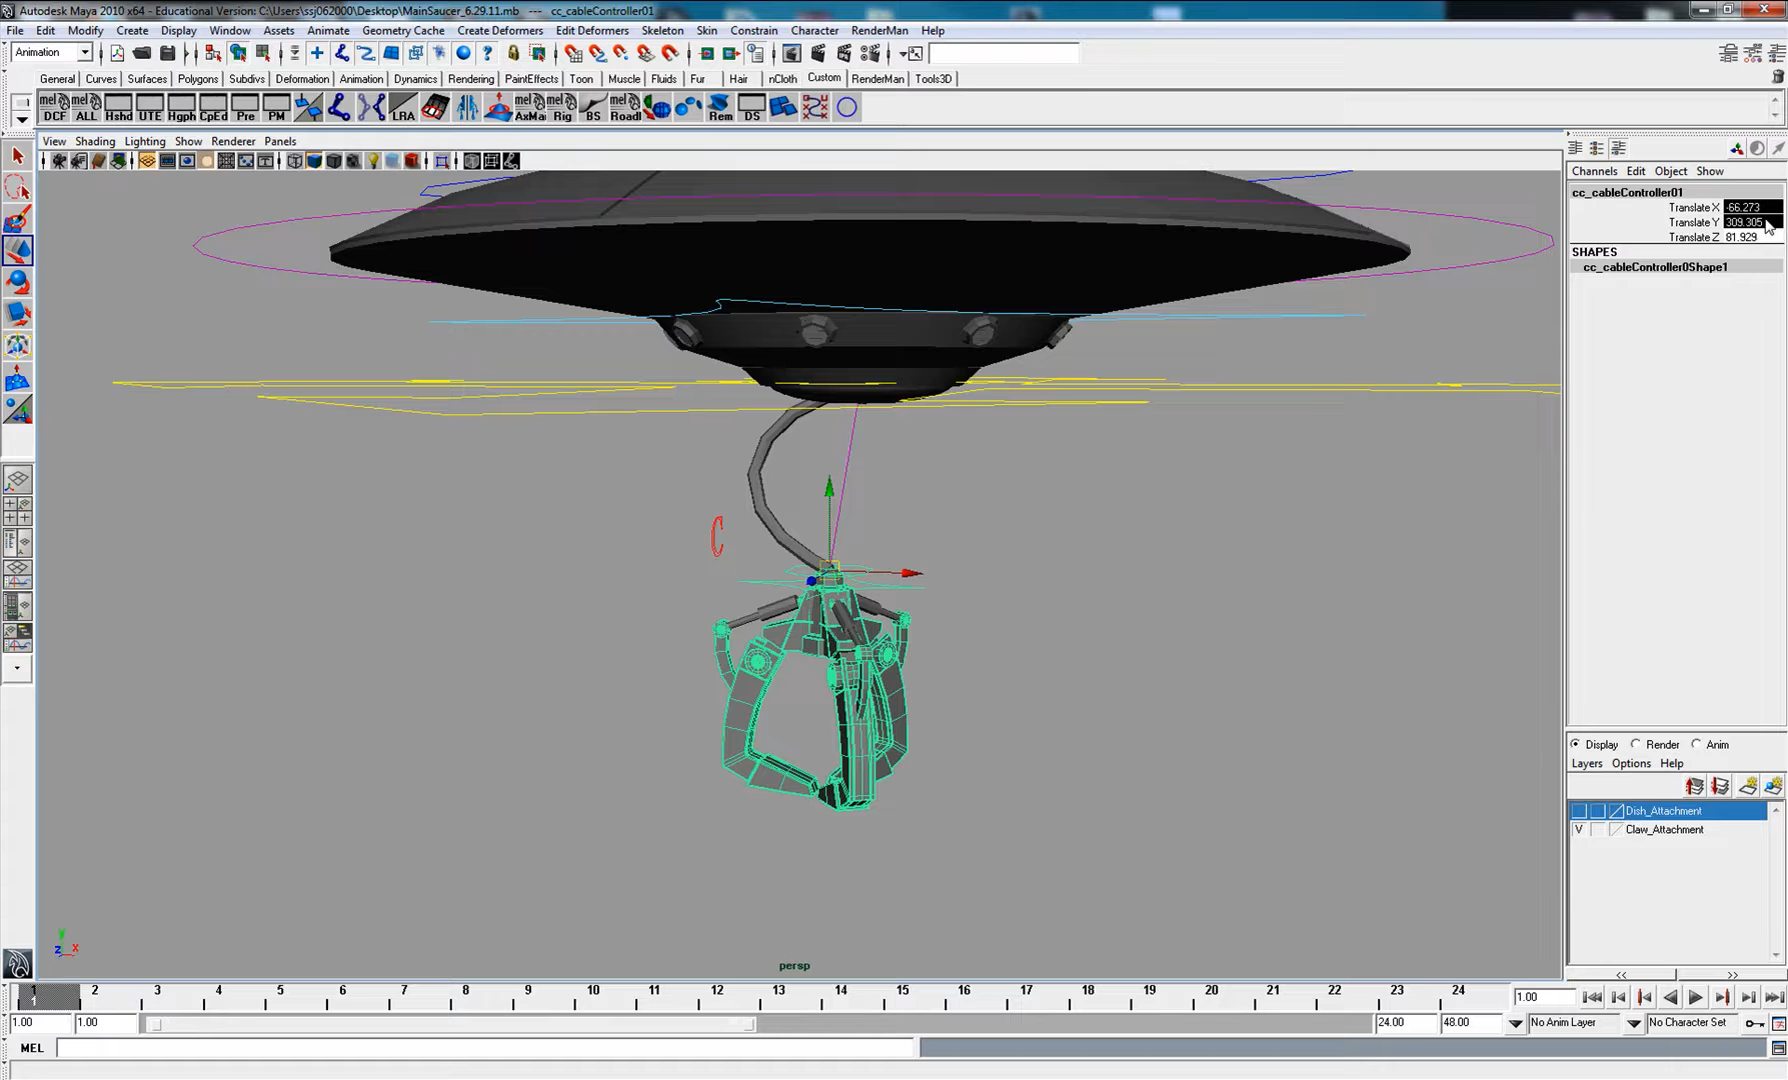 Autodesk Maya 2010 x64 - Educational Version: C:\Users\ssj062000\Desktop\MainSaucer_6.29.11.mb --- cc_cableController01
File Edit Modify Create Display Window Assets Animate Geometry Cache Create Deformers Edit Deformers Skeleton Skin Constrain Character RenderMan Help
Animation
General Curves Surfaces Polygons Subdivs Deformation Animation Dynamics Rendering PaintEffects Toon Muscle Fluids Fur Hair nCloth Custom RenderMan Tools3D
mel mel mel mel mel
DCF ALL Hshd UTE Hgph CpEd Pre PM LRA AxMa Rig BS Roadl Rem DS
View Shading Lighting Show Renderer Panels
Channels Edit Object Show
cc_cableController01
Translate X -66.273
Translate Y 309.305
Translate Z 81.929
SHAPES
cc_cableController0Shape1
C
y
z x
persp
Display Render Anim
Layers Options Help
Dish_Attachment
V Claw_Attachment
<< >>
1 2 3 4 5 6 7 8 9 10 11 12 13 14 15 16 17 18 19 20 21 22 23 24
1
1.00
1.00 1.00 24.00 48.00 No Anim Layer No Character Set
MEL